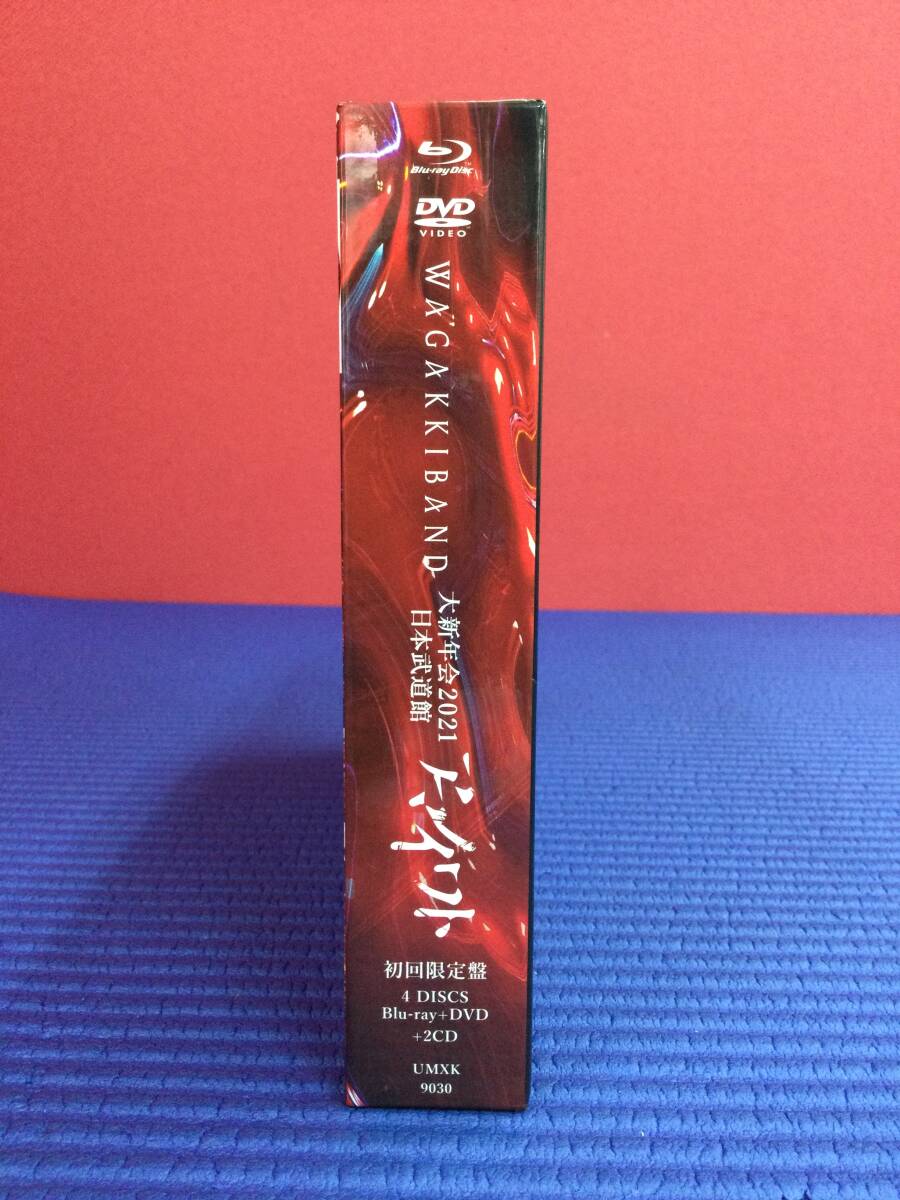 Blu-ray Disc
DVD
VIDEO
WAGAKKIBAND
大新年会2021
日本武道館
初回限定盤
4 DISCS
Blu-ray+DVD
+2CD
UMXK
9030